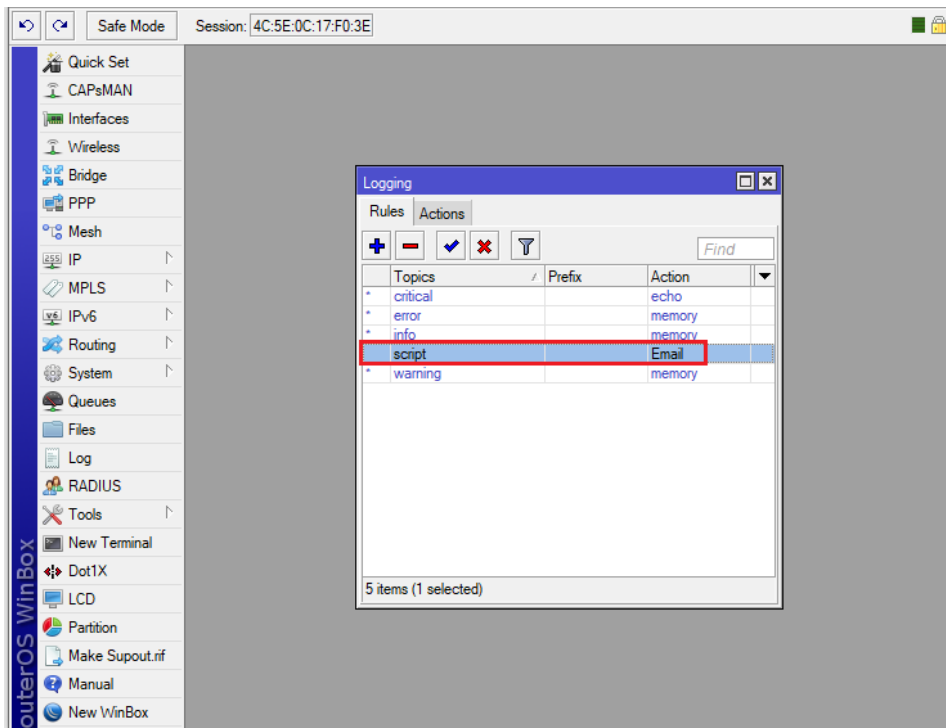 Safe Mode Session: 4C:5E:0C:17:F0:3E
Quick Set
CAPsMAN
Interfaces
Wireless
Bridge
PPP
Mesh
255 IP
MPLS
v6 IPv6
Routing
System
Queues
Files
Log
RADIUS
Tools
New Terminal
Dot1X
LCD
Partition
Make Supout.rif
Manual
New WinBox
outerOS WinBox
Logging
Rules Actions
Find
Topics Prefix Action
* critical echo
* error memory
* info memory
script Email
* warning memory
5 items (1 selected)